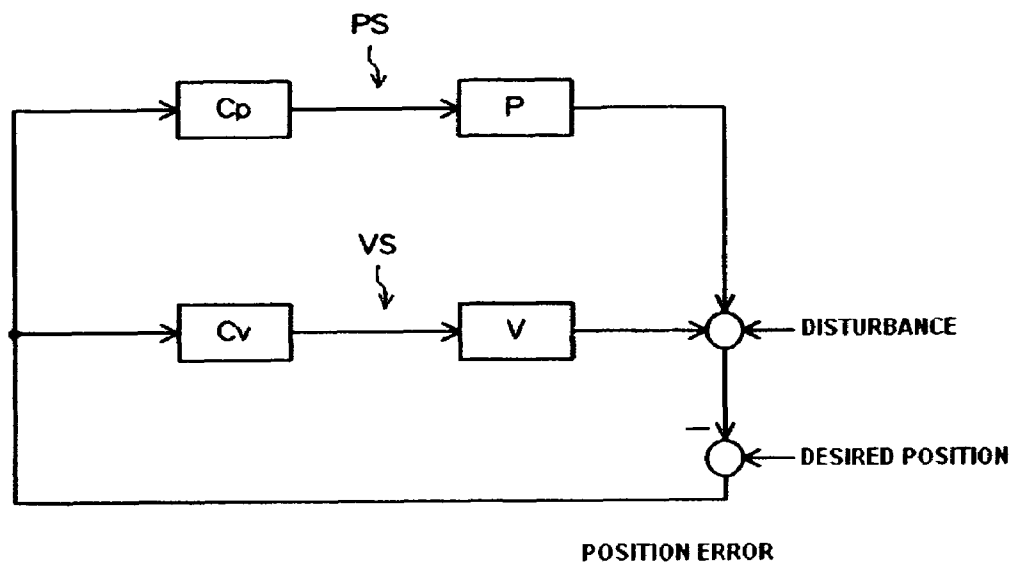 PS
Cp
P
VS
Cv
V
DISTURBANCE
—
DESIRED POSITION
POSITION ERROR